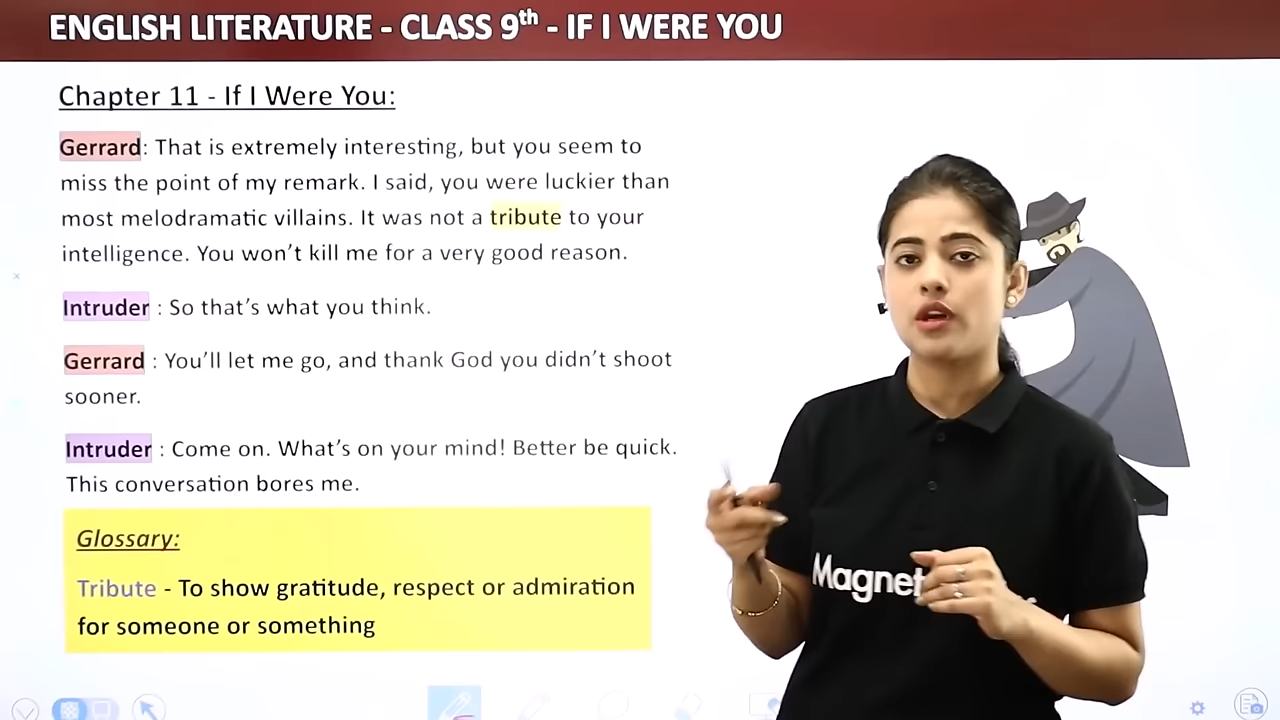 ENGLISH LITERATURE - CLASS 9th - IF I WERE YOU
Chapter 11 - If I Were You:
Gerrard: That is extremely interesting, but you seem to
miss the point of my remark. I said, you were luckier than
most melodramatic villains. It was not a tribute to your
intelligence. You won't kill me for a very good reason.
Intruder : So that's what you think.
Gerrard : You'll let me go, and thank God you didn't shoot
sooner.
Intruder : Come on. What's on your mind! Better be quick.
This conversation bores me.
Glossary:
Tribute - To show gratitude, respect or admiration
for someone or something
Magnet